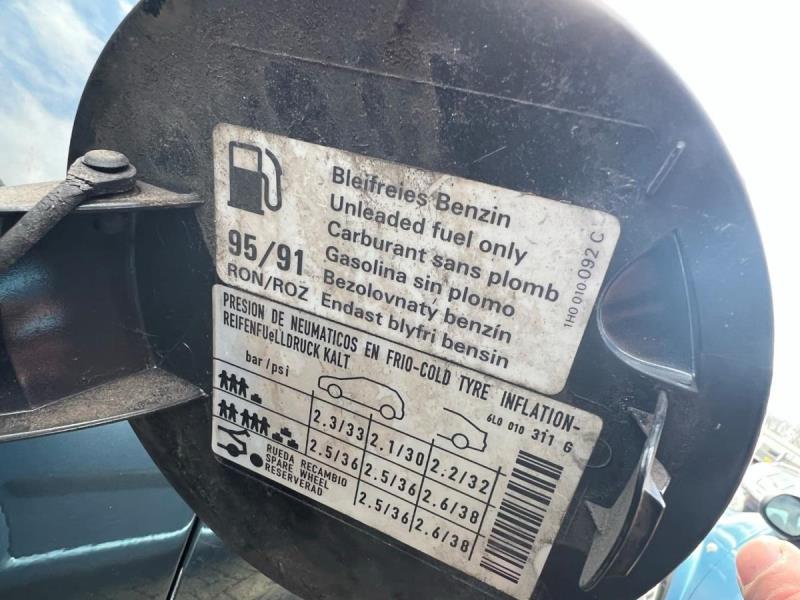 Bleifreies Benzin
Unleaded fuel only
Carburant sans plomb
Gasolina sin plomo
Bezolovnatý benzín
Endast blyfri bensin
95/91
RON/ROZ
1H0 010 092 C
PRESION DE NEUMATICOS EN FRIO-COLD TYRE INFLATION-
REIFENFUeLLDRUCK KALT
6L0 010 311 G
bar/psi
2.3/33 2.1/30 2.2/32
2.5/36 2.5/36 2.6/38
RUEDA RECAMBIO
SPARE WHEEL
RESERVERAD
2.5/36 2.6/38